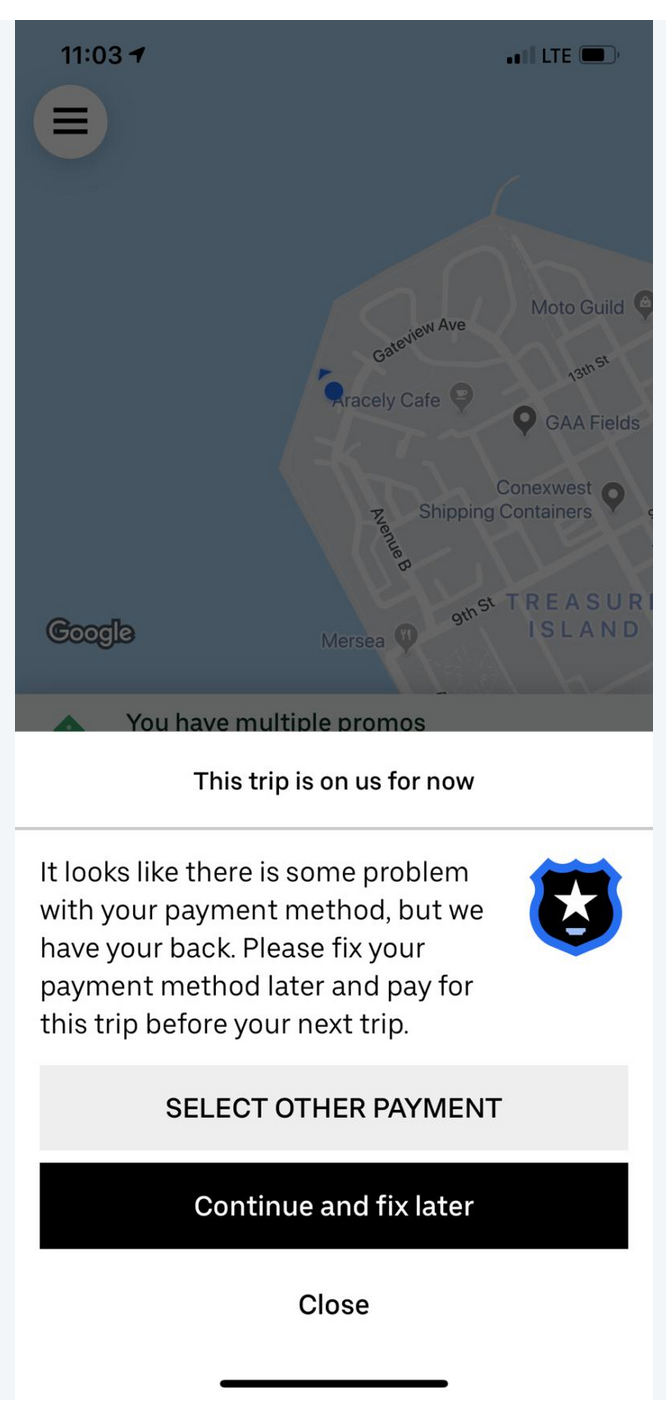 11:03
LTE
Moto Guild
Gateview Ave
13th St
Aracely Cafe
GAA Fields
Conexwest
Shipping Containers
Avenue B
9th St
TREASUR
ISLAND
Google
Mersea
You have multiple promos
This trip is on us for now
It looks like there is some problem
with your payment method, but we
have your back. Please fix your
payment method later and pay for
this trip before your next trip.
SELECT OTHER PAYMENT
Continue and fix later
Close